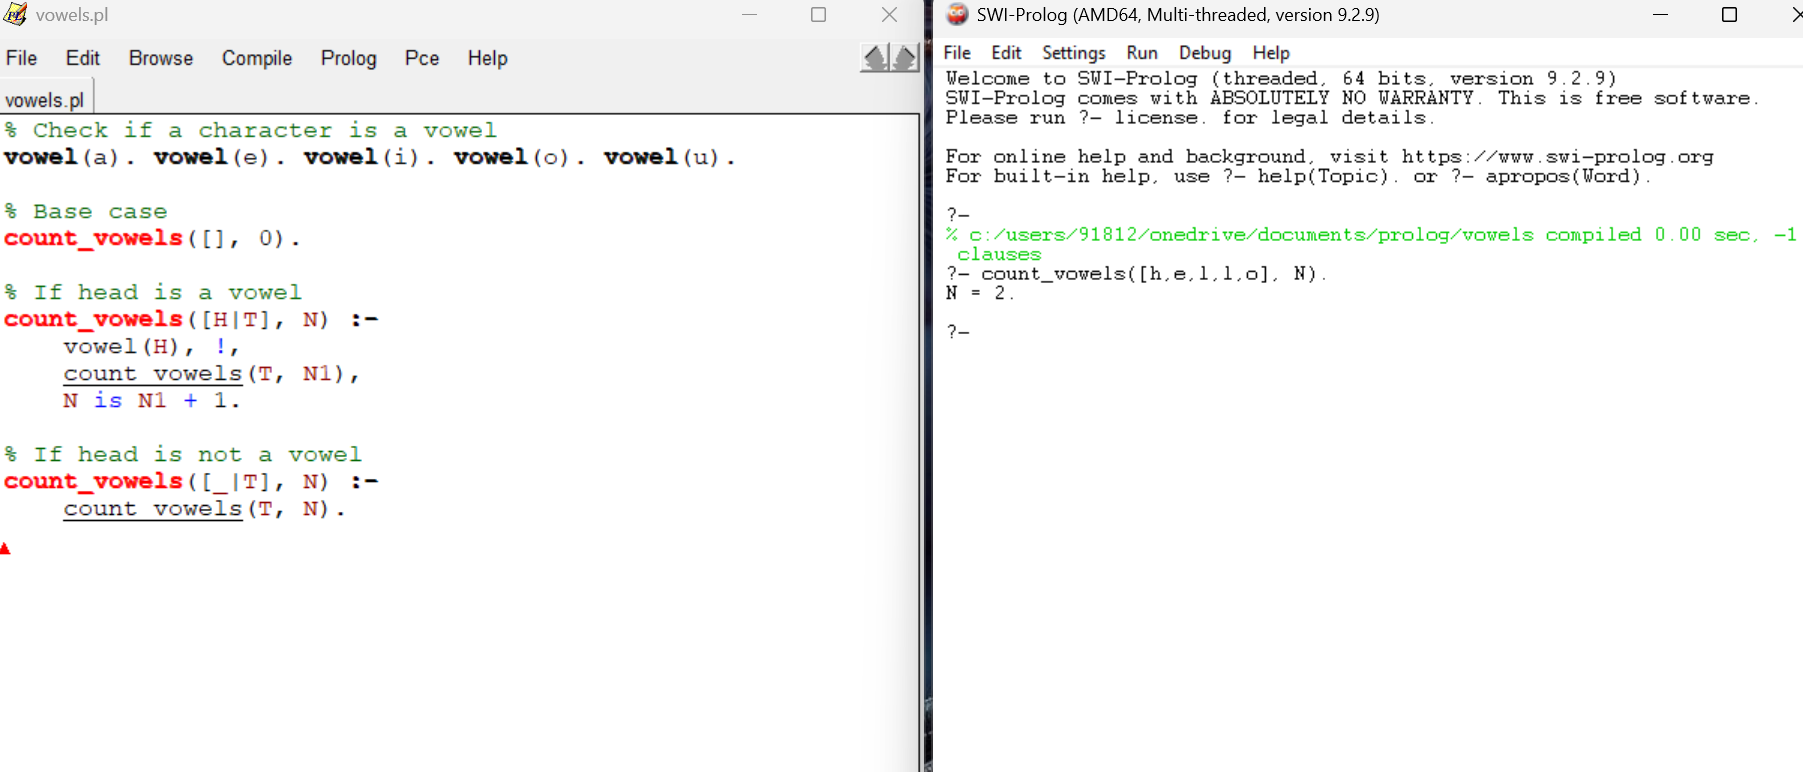 vowels.pl
File Edit Browse Compile Prolog Pce Help
vowels.pl
% Check if a character is a vowel
vowel(a). vowel(e). vowel(i). vowel(o). vowel(u).
% Base case
count_vowels([], 0).
% If head is a vowel
count_vowels([H|T], N) :-
    vowel(H), !,
    count_vowels(T, N1),
    N is N1 + 1.
% If head is not a vowel
count_vowels([_|T], N) :-
    count_vowels(T, N).
SWI-Prolog (AMD64, Multi-threaded, version 9.2.9)
File Edit Settings Run Debug Help
Welcome to SWI-Prolog (threaded, 64 bits, version 9.2.9)
SWI-Prolog comes with ABSOLUTELY NO WARRANTY. This is free software.
Please run ?- license. for legal details.
For online help and background, visit https://www.swi-prolog.org
For built-in help, use ?- help(Topic). or ?- apropos(Word).
?-
% c:/users/91812/onedrive/documents/prolog/vowels compiled 0.00 sec, -1
clauses
?- count_vowels([h,e,l,l,o], N).
N = 2.
?-